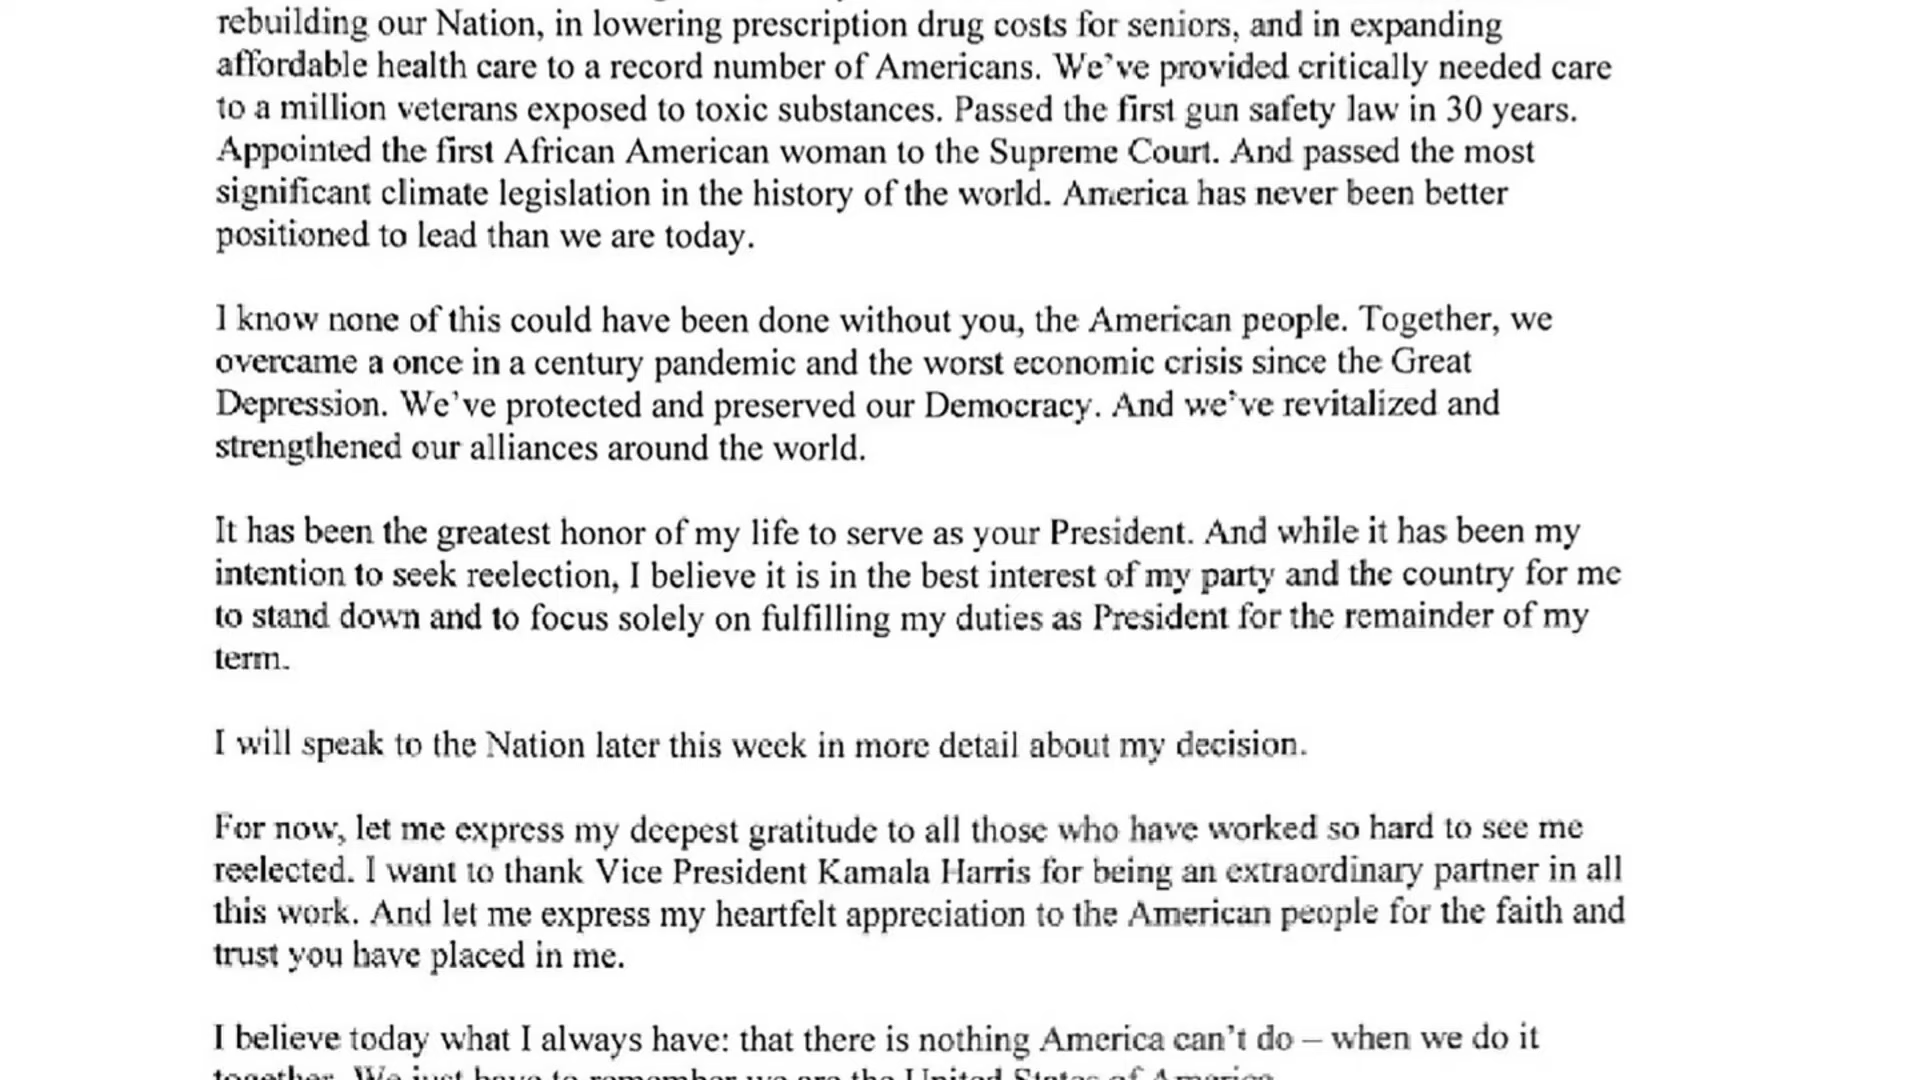 rebuilding our Nation, in lowering prescription drug costs for seniors, and in expanding
affordable health care to a record number of Americans. We've provided critically needed care
to a million veterans exposed to toxic substances. Passed the first gun safety law in 30 years.
Appointed the first African American woman to the Supreme Court. And passed the most
significant climate legislation in the history of the world. America has never been better
positioned to lead than we are today.
I know none of this could have been done without you, the American people. Together, we
overcame a once in a century pandemic and the worst economic crisis since the Great
Depression. We've protected and preserved our Democracy. And we've revitalized and
strengthened our alliances around the world.
It has been the greatest honor of my life to serve as your President. And while it has been my
intention to seek reelection, I believe it is in the best interest of my party and the country for me
to stand down and to focus solely on fulfilling my duties as President for the remainder of my
term.
I will speak to the Nation later this week in more detail about my decision.
For now, let me express my deepest gratitude to all those who have worked so hard to see me
reelected. I want to thank Vice President Kamala Harris for being an extraordinary partner in all
this work. And let me express my heartfelt appreciation to the American people for the faith and
trust you have placed in me.
I believe today what I always have: that there is nothing America can't do – when we do it
together. We just have to remember we are the United States of America.